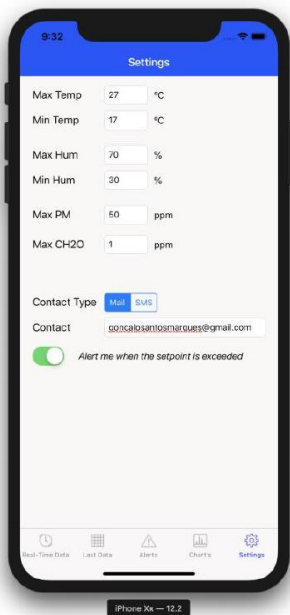 9:32
Settings
Max Temp 27 °C
Min Temp 17 °C
Max Hum 70 %
Min Hum 30 %
Max PM 50 ppm
Max CH2O 1 ppm
Contact Type Mail SMS
Contact goncalosantosmarques@gmail.com
Alert me when the setpoint is exceeded
Real-Time Data Last Data Alerts Chart's Settings
iPhone Xʀ — 12.2